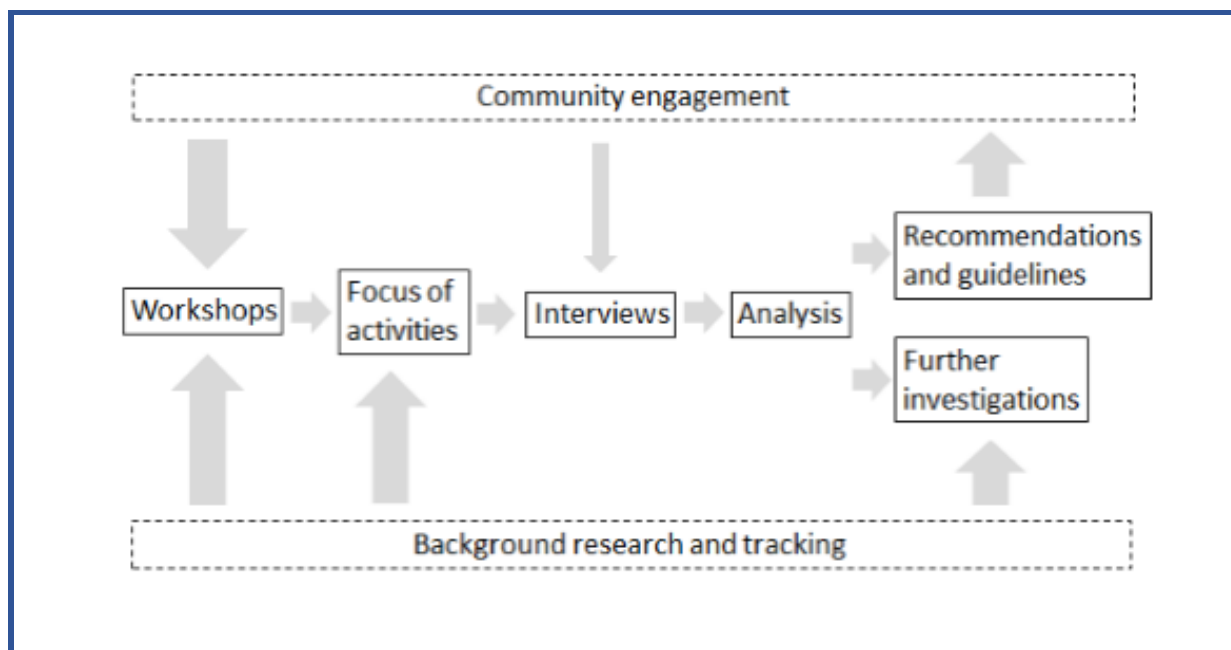 Community engagement
Workshops
Focus of
activities
Interviews
Analysis
Recommendations
and guidelines
Further
investigations
Background research and tracking